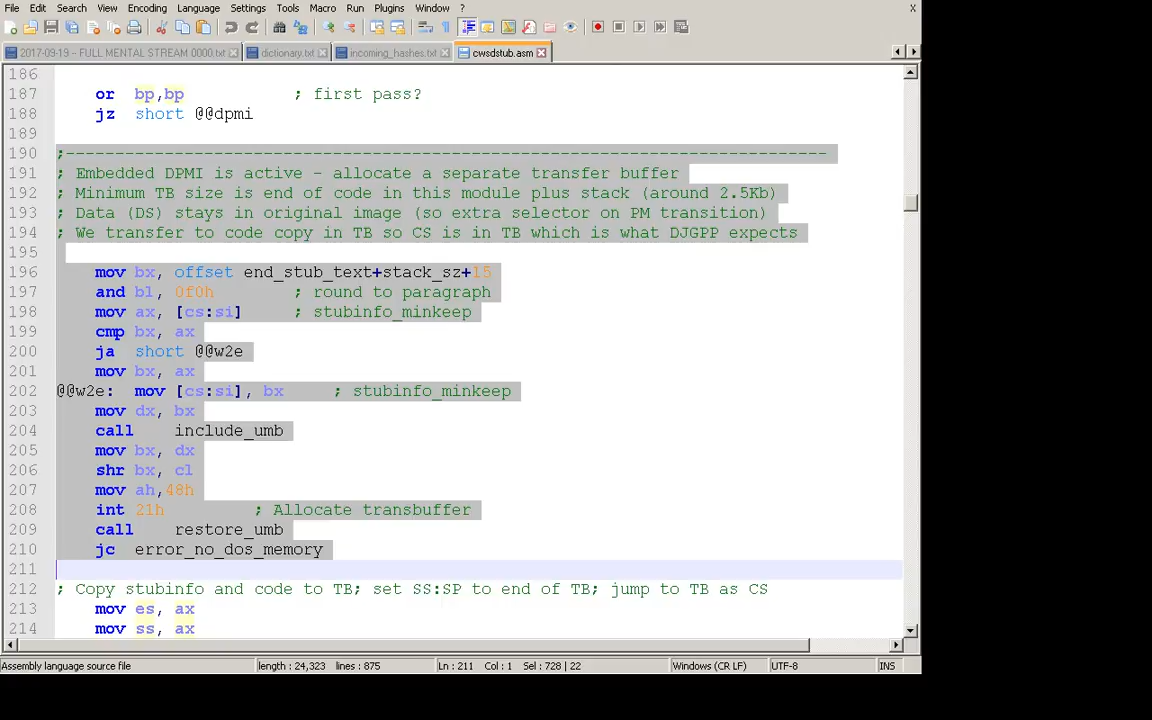 File Edit Search View Encoding Language Settings Tools Macro Run Plugins Window ? X
2017-09-19 -- FULL MENTAL STREAM 0000.txt dictionary.txt incoming_hashes.txt cwsdstub.asm
186
187 or bp,bp ; first pass?
188 jz short @@dpmi
189
190 ;-----------------------------------------------------------------------------
191 ; Embedded DPMI is active - allocate a separate transfer buffer
192 ; Minimum TB size is end of code in this module plus stack (around 2.5Kb)
193 ; Data (DS) stays in original image (so extra selector on PM transition)
194 ; We transfer to code copy in TB so CS is in TB which is what DJGPP expects
195
196 mov bx, offset end_stub_text+stack_sz+15
197 and bl, 0f0h ; round to paragraph
198 mov ax, [cs:si] ; stubinfo_minkeep
199 cmp bx, ax
200 ja short @@w2e
201 mov bx, ax
202 @@w2e: mov [cs:si], bx ; stubinfo_minkeep
203 mov dx, bx
204 call include_umb
205 mov bx, dx
206 shr bx, cl
207 mov ah,48h
208 int 21h ; Allocate transbuffer
209 call restore_umb
210 jc error_no_dos_memory
211
212 ; Copy stubinfo and code to TB; set SS:SP to end of TB; jump to TB as CS
213 mov es, ax
214 mov ss, ax
Assembly language source file length : 24,323 lines : 875 Ln : 211 Col : 1 Sel : 728 | 22 Windows (CR LF) UTF-8 INS